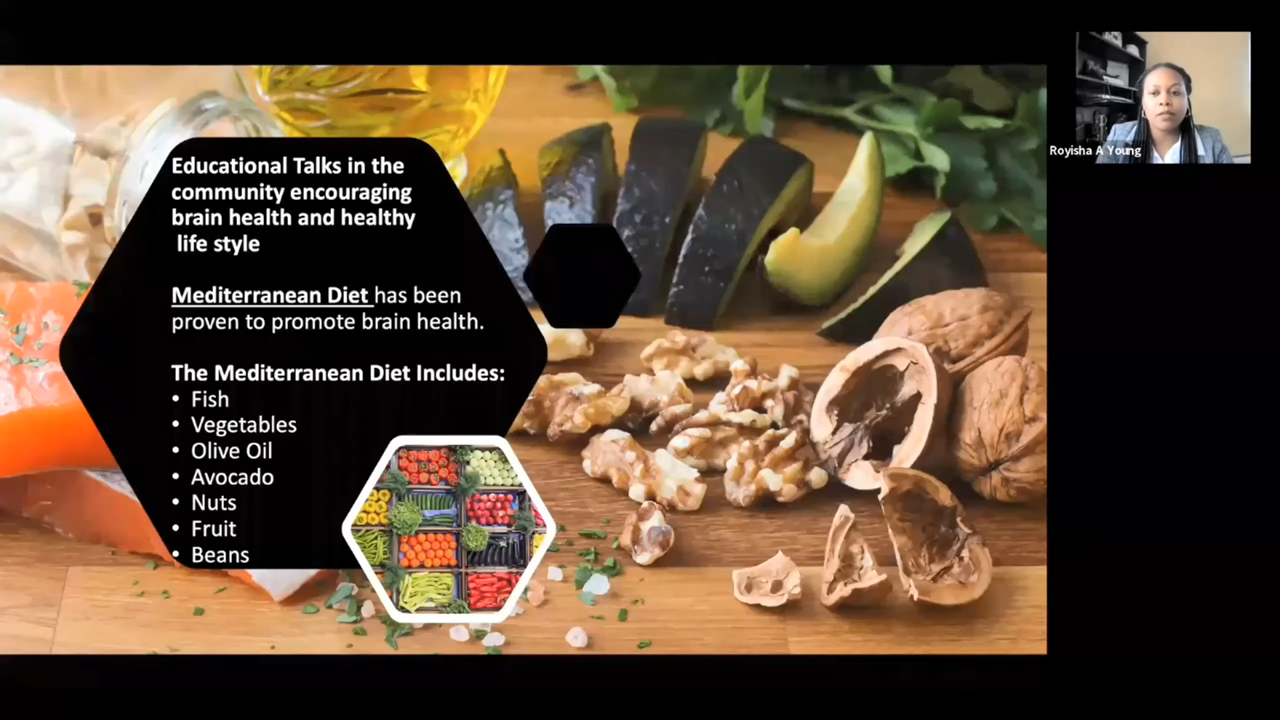 Educational Talks in the
community encouraging
brain health and healthy
life style
Mediterranean Diet has been
proven to promote brain health.
The Mediterranean Diet Includes:
• Fish
• Vegetables
• Olive Oil
• Avocado
• Nuts
• Fruit
• Beans
Royisha A Young